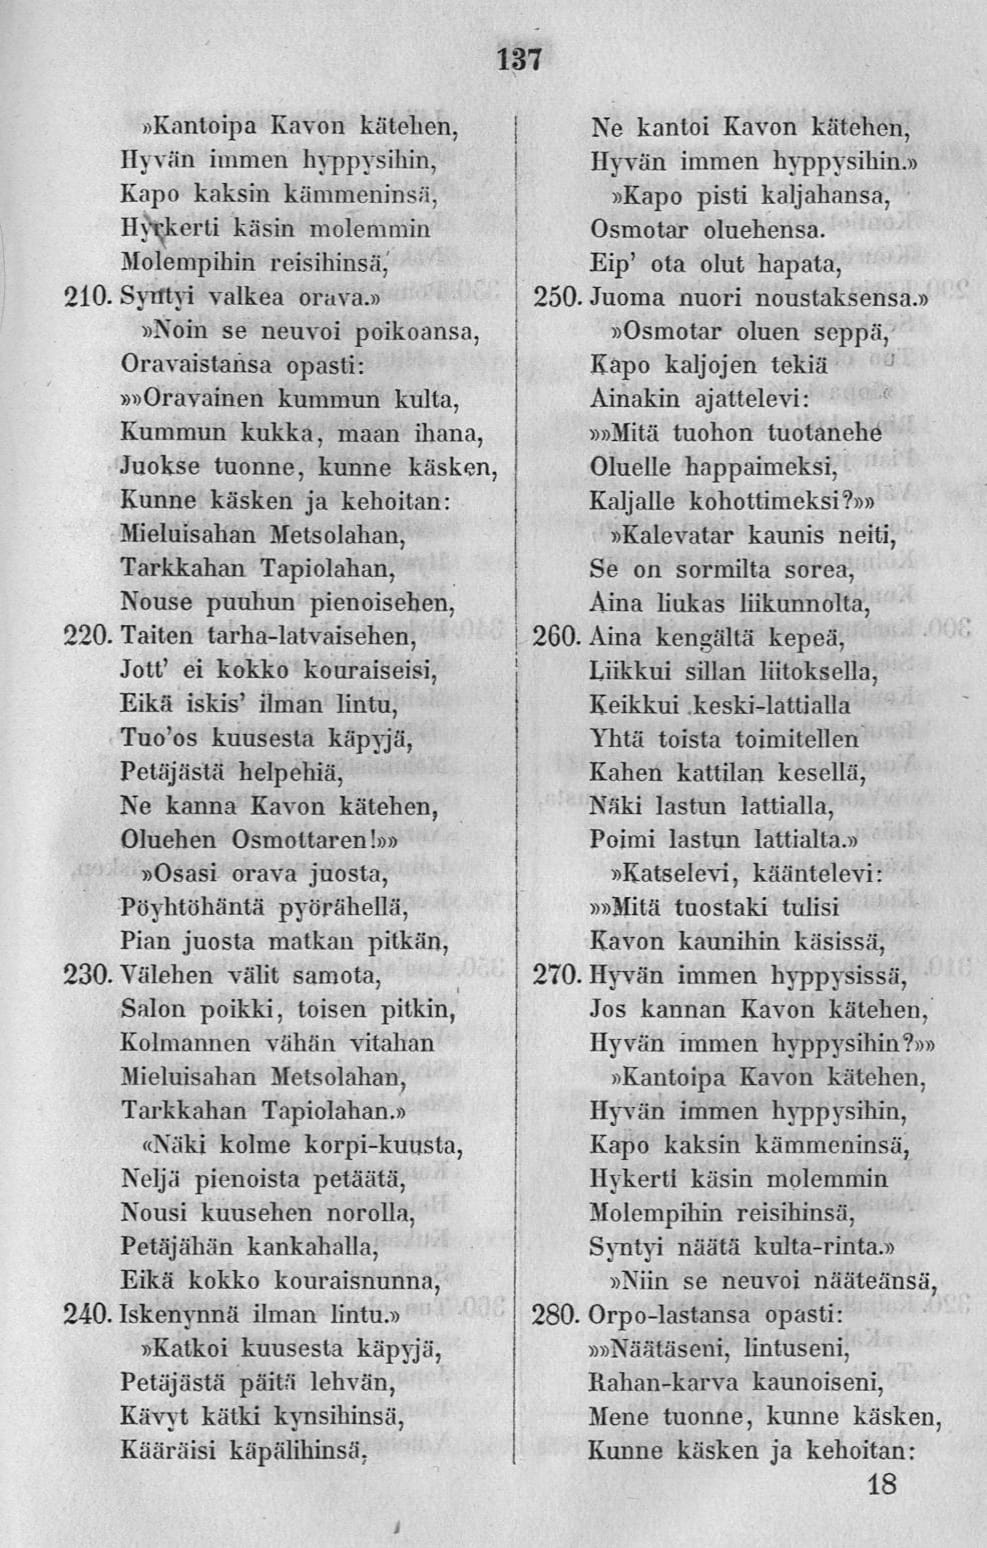 137
»Kantoipa Kavon kätehen,
Hyvän immen hyppysihin,
Kapo kaksin kämmeninsä,
Hyrkerti käsin molemmin
Molempihin reisihinsä,
210. Syntyi valkea orava.»
»Noin se neuvoi poikoansa,
Oravaistansa opasti:
»»Oravainen kummun kulta,
Kummun kukka, maan ihana,
Juokse tuonne, kunne käsken,
Kunne käsken ja kehoitan:
Mieluisahan Metsolahan,
Tarkkahan Tapiolahan,
Nouse puuhun pienoisehen,
220. Taiten tarha-latvaisehen,
Jott' ei kokko kouraiseisi,
Eikä iskis' ilman lintu,
Tuo'os kuusesta käpyjä,
Petäjästä helpehiä,
Ne kanna Kavon kätehen,
Oluehen Osmottaren!»»
»Osasi orava juosta,
Pöyhtöhäntä pyörähellä,
Pian juosta matkan pitkän,
230. Välehen välit samota,
Salon poikki, toisen pitkin,
Kolmannen vähän vitahan
Mieluisahan Metsolahan,
Tarkkahan Tapiolahan.»
«Näki kolme korpi-kuusta,
Neljä pienoista petäätä,
Nousi kuusehen norolla,
Petäjähän kankahalla,
Eikä kokko kouraisnunna,
240. Iskenynnä ilman lintu.»
»Katkoi kuusesta käpyjä,
Petäjästä päitä lehvän,
Kävyt kätki kynsihinsä,
Kääräisi käpälihinsä;
Ne kantoi Kavon kätehen,
Hyvän immen hyppysihin.»
»Kapo pisti kaljahansa,
Osmotar oluehensa.
Eip' ota olut hapata,
250. Juoma nuori noustaksensa.»
»Osmotar oluen seppä,
Kapo kaljojen tekiä
Ainakin ajattelevi:
»»Mitä tuohon tuotanehe
Oluelle happaimeksi,
Kaljalle kohottimeksi?»»
»Kalevatar kaunis neiti,
Se on sormilta sorea,
Aina liukas liikunnolta,
260. Aina kengältä kepeä,
Liikkui sillan liitoksella,
Keikkui keski-lattialla
Yhtä toista toimitellen
Kahen kattilan kesellä,
Näki lastun lattialla,
Poimi lastun lattialta.»
»Katselevi, kääntelevi:
»»Mitä tuostaki tulisi
Kavon kaunihin käsissä,
270. Hyvän immen hyppysissä,
Jos kannan Kavon kätehen,
Hyvän immen hyppysihin?»»
»Kantoipa Kavon kätehen,
Hyvän immen hyppysihin,
Kapo kaksin kämmeninsä,
Hykerti käsin molemmin
Molempihin reisihinsä,
Syntyi näätä kulta-rinta.»
»Niin se neuvoi nääteänsä,
280. Orpo-lastansa opasti:
»»Näätäseni, lintuseni,
Rahan-karva kaunoiseni,
Mene tuonne, kunne käsken,
Kunne käsken ja kehoitan:
18